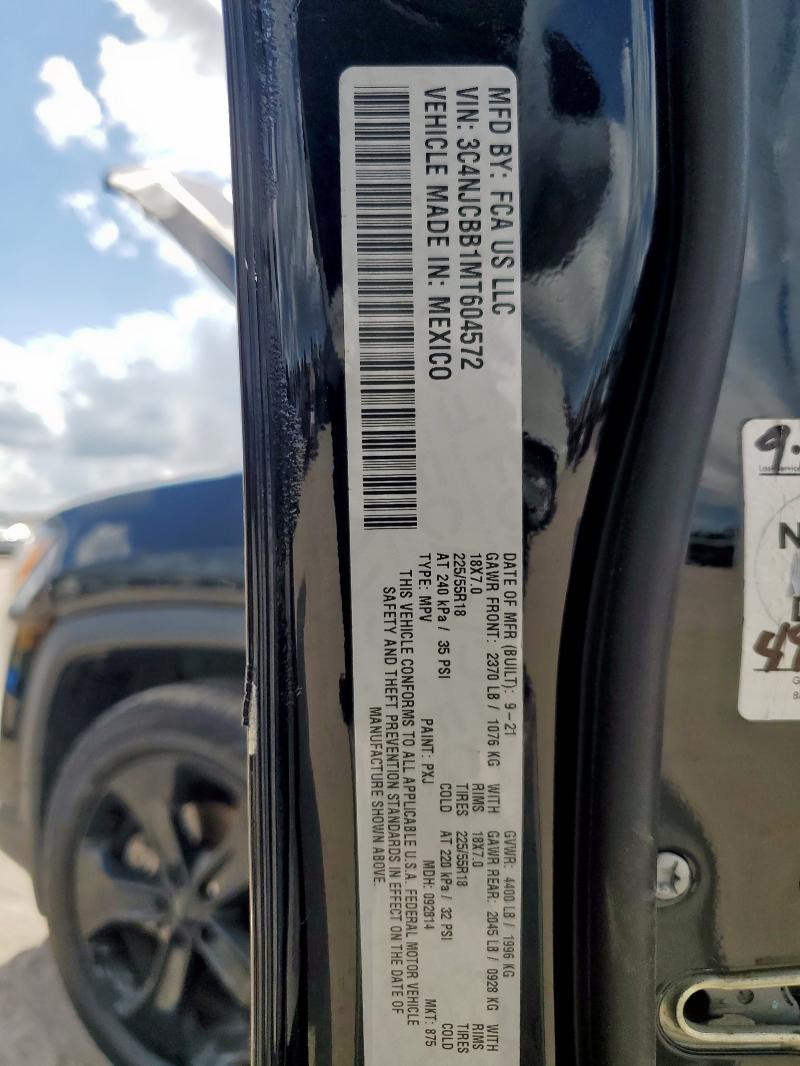 MFD BY: FCA US LLC
VIN: 3C4NJCBB1MT604572
VEHICLE MADE IN: MEXICO
DATE OF MFR (BUILT): 9-21 GVWR: 4400 LB / 1996 KG
GAWR FRONT: 2370 LB / 1076 KG WITH GAWR REAR: 2045 LB / 0928 KG WITH
18X7.0 RIMS 18X7.0 RIMS
225/55R18 TIRES 225/55R18 TIRES
AT 240 kPa / 35 PSI COLD AT 220 kPa / 32 PSI COLD
TYPE: MPV PAINT: PXJ MDH: 092814 MKT: 875
THIS VEHICLE CONFORMS TO ALL APPLICABLE U.S.A. FEDERAL MOTOR VEHICLE
SAFETY AND THEFT PREVENTION STANDARDS IN EFFECT ON THE DATE OF
MANUFACTURE SHOWN ABOVE.